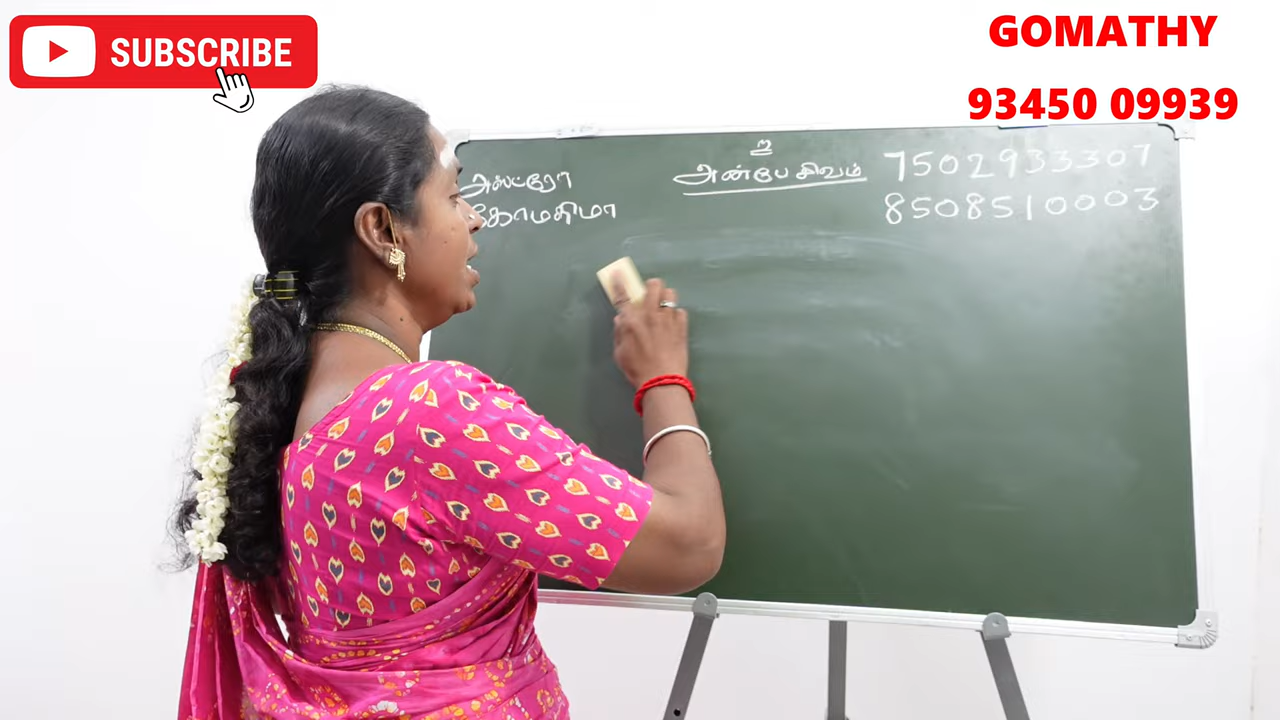 SUBSCRIBE
GOMATHY
93450 09939
உ
அன்பே சிவம்
அஸ்ட்ரோ
கோமதிமா
7502933307
8508510003